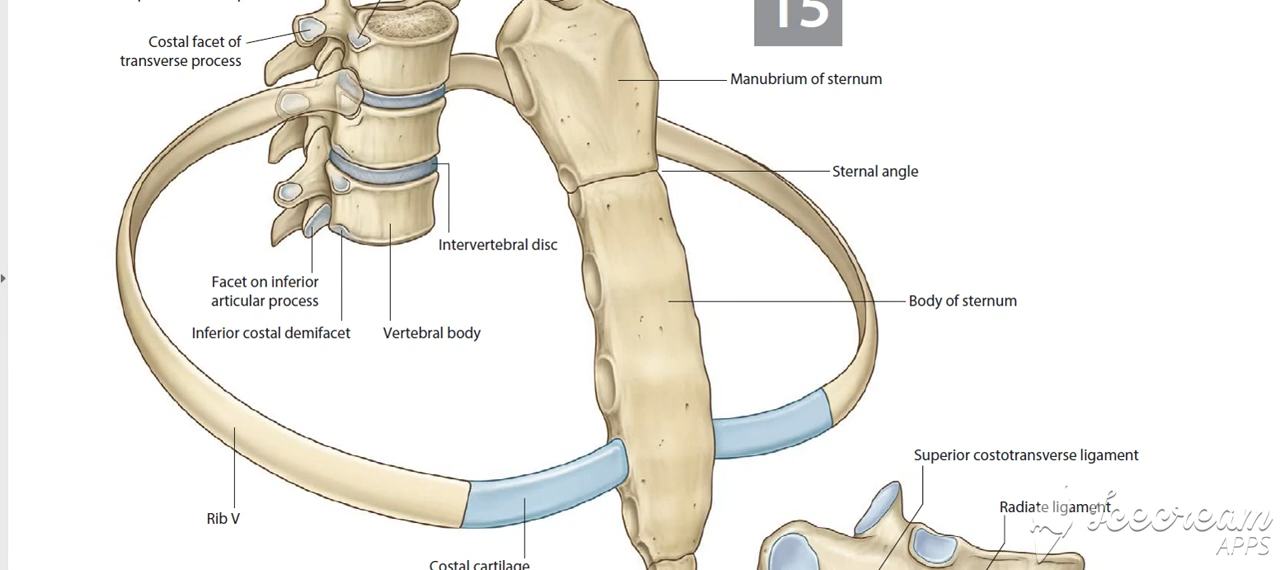 15
Costal facet of
transverse process
Manubrium of sternum
Sternal angle
Intervertebral disc
Facet on inferior
articular process
Inferior costal demifacet
Vertebral body
Body of sternum
Superior costotransverse ligament
Radiate ligament
Rib V
Costal cartilage
Icecream
APPS